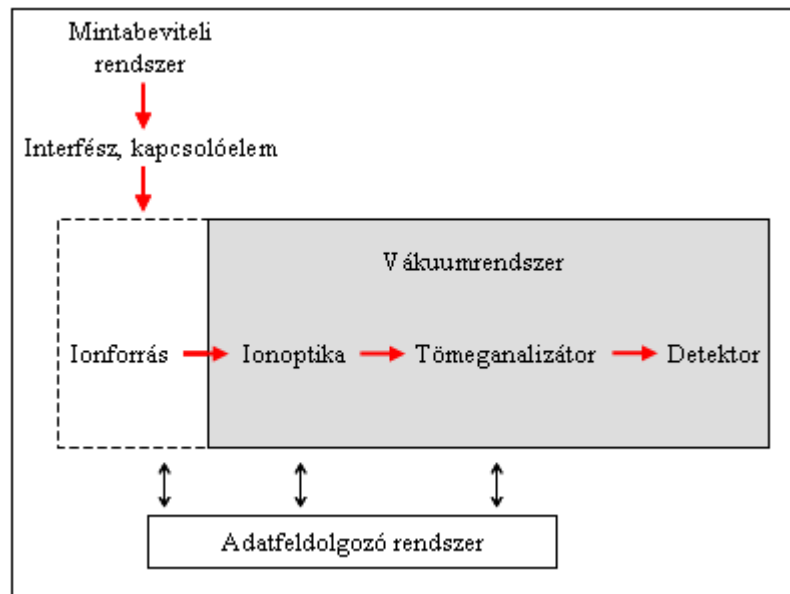 Mintabeviteli
rendszer
Interfész, kapcsolóelem
Vákuumrendszer
Ionforrás
Ionoptika
Tömeganalizátor
Detektor
Adatfeldolgozó rendszer